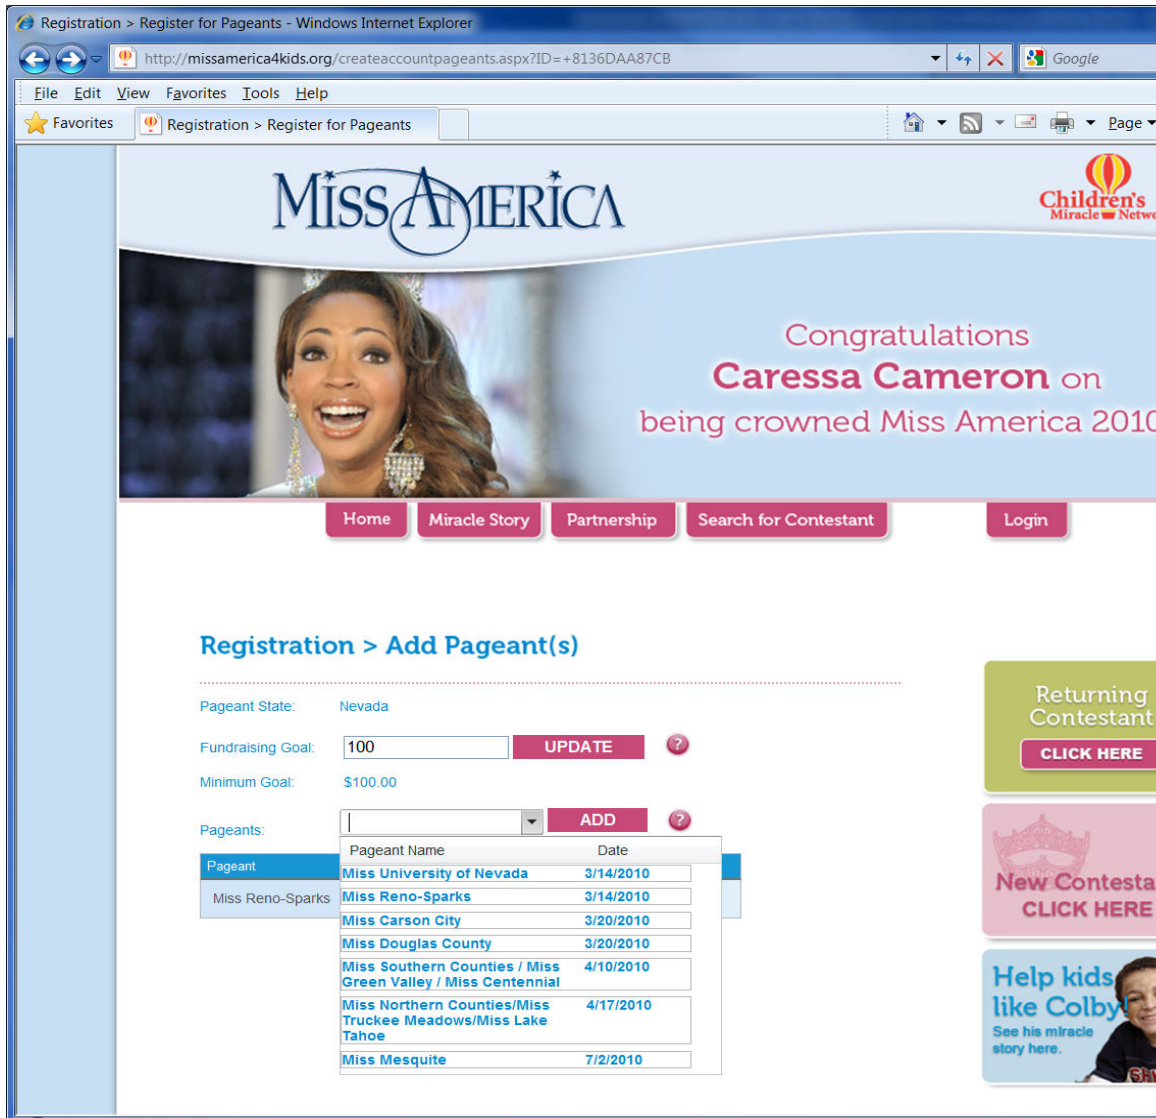 Registration > Register for Pageants - Windows Internet Explorer
http://missamerica4kids.org/createaccountpageants.aspx?ID=+8136DAA87CB
Google
File Edit View Favorites Tools Help
Favorites
Registration > Register for Pageants
Page
MISS AMERICA
Children's
Miracle Netwo
Congratulations
Caressa Cameron on
being crowned Miss America 2010
Home Miracle Story Partnership Search for Contestant Login
Registration > Add Pageant(s)
Pageant State: Nevada
Fundraising Goal: 100 UPDATE ?
Minimum Goal: $100.00
Pageants: ADD ?
Pageant Name Date
Miss University of Nevada 3/14/2010
Miss Reno-Sparks 3/14/2010
Miss Carson City 3/20/2010
Miss Douglas County 3/20/2010
Miss Southern Counties / Miss 4/10/2010
Green Valley / Miss Centennial
Miss Northern Counties/Miss 4/17/2010
Truckee Meadows/Miss Lake
Tahoe
Miss Mesquite 7/2/2010
Pageant
Miss Reno-Sparks
Returning
Contestant
CLICK HERE
New Contesta
CLICK HERE
Help kids
like Colby!
See his miracle
story here.